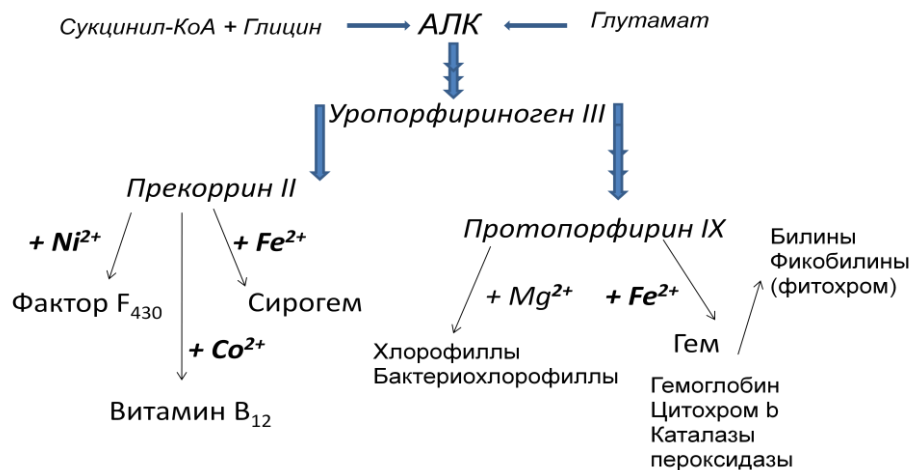 Сукцинил-КоА + Глицин
АЛК
Глутамат
Уропорфириноген III
Прекоррин II
Протопорфирин IX
+ Ni²⁺
+ Fe²⁺
+ Co²⁺
Фактор F₄₃₀
Сирогем
Витамин B₁₂
+ Mg²⁺
+ Fe²⁺
Хлорофиллы
Бактериохлорофиллы
Гем
Гемоглобин
Цитохром b
Каталазы
пероксидазы
Билины
Фикобилины
(фитохром)